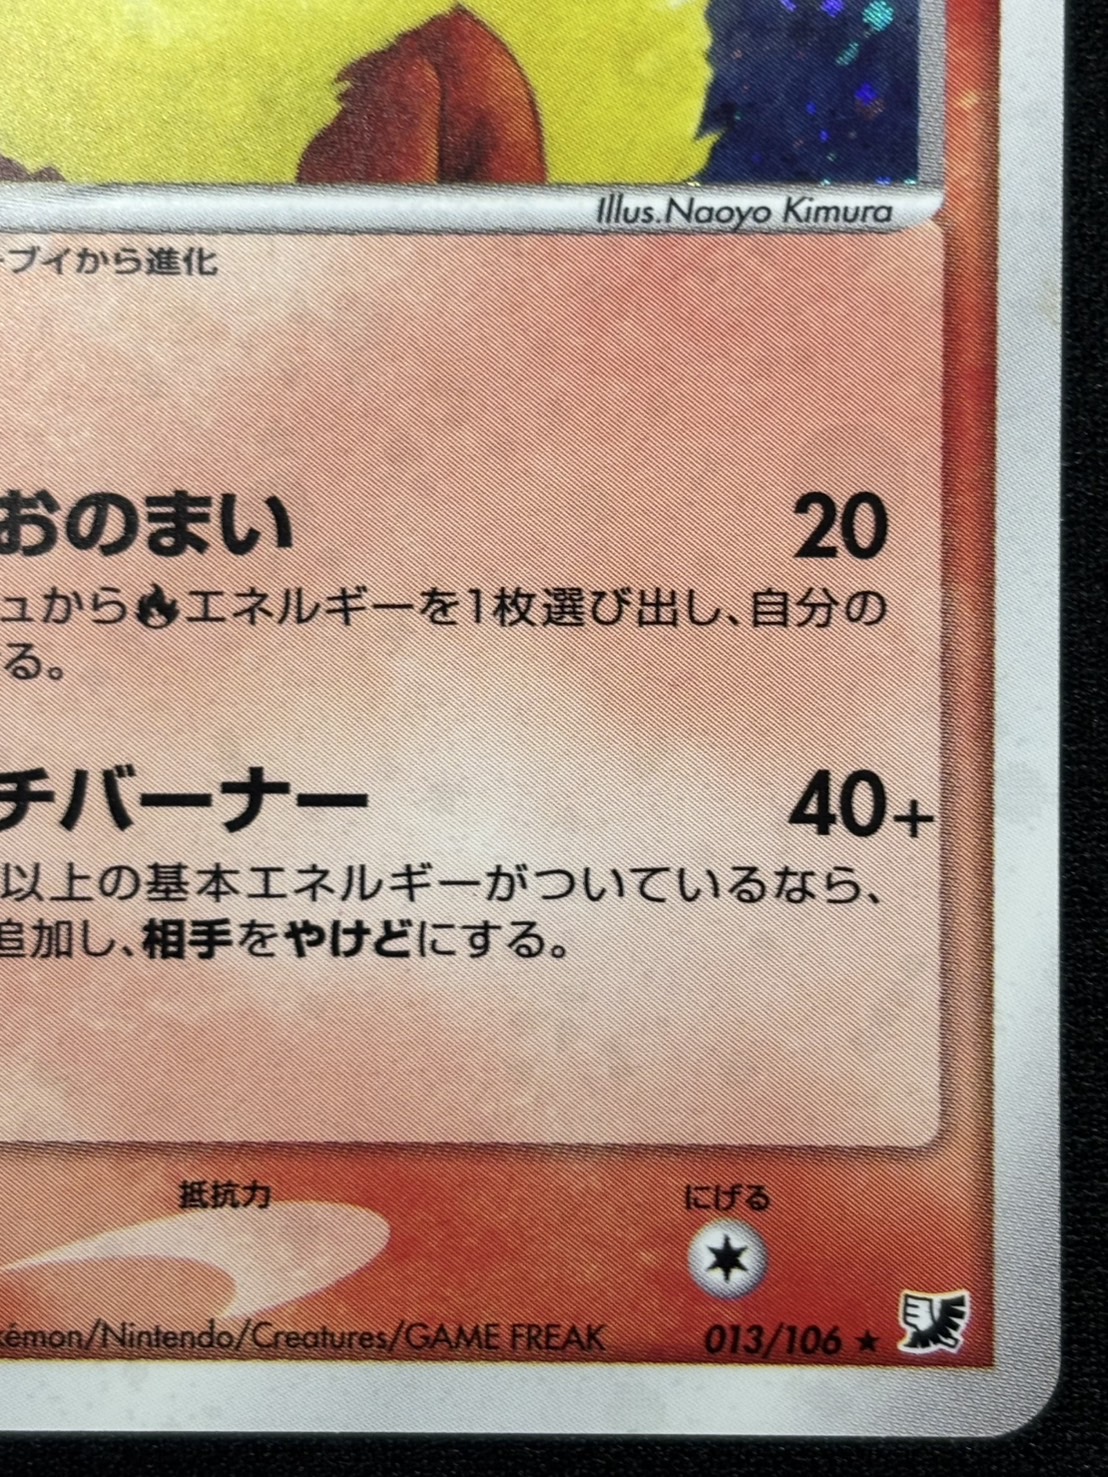 Illus.Naoyo Kimura
ーブイから進化
おのまい 20
ュから エネルギーを1枚選び出し、自分の
る。
チバーナー 40+
以上の基本エネルギーがついているなら、
追加し、相手をやけどにする。
抵抗力 にげる
kémon/Nintendo/Creatures/GAME FREAK 013/106 ★